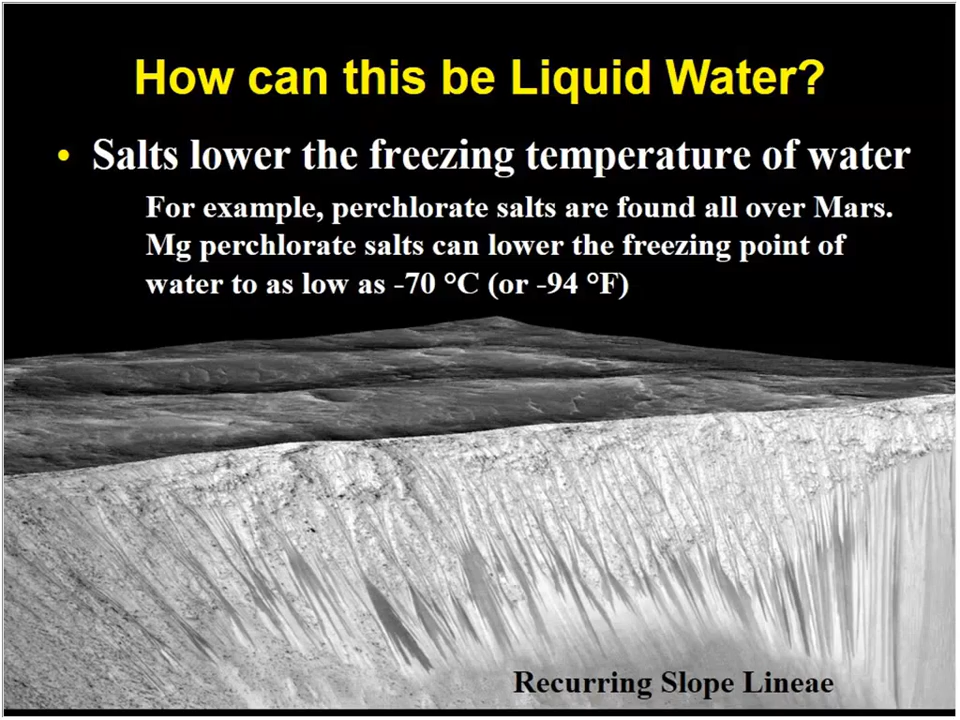 How can this be Liquid Water?
• Salts lower the freezing temperature of water
For example, perchlorate salts are found all over Mars.
Mg perchlorate salts can lower the freezing point of
water to as low as -70 °C (or -94 °F)
Recurring Slope Lineae